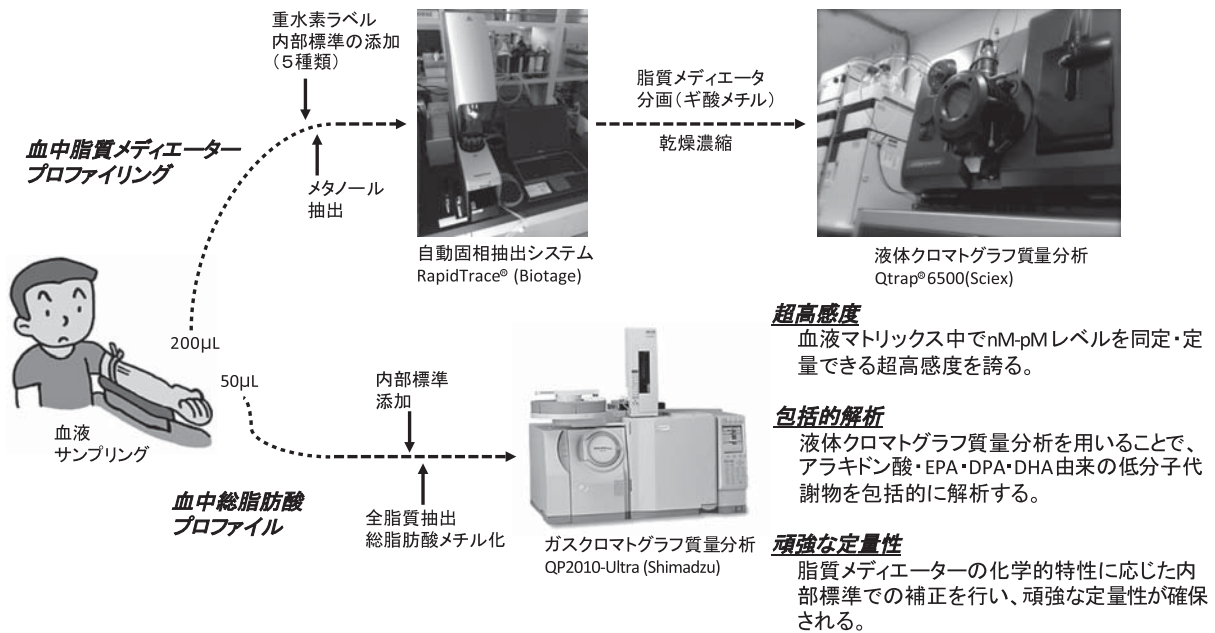 重水素ラベル
内部標準の添加
(5種類)
メタノール
抽出
血中脂質メディエーター
プロファイリング
自動固相抽出システム
RapidTrace® (Biotage)
脂質メディエータ
分画(ギ酸メチル)
乾燥濃縮
液体クロマトグラフ質量分析
Qtrap®6500(Sciex)
200μL
50μL
血液
サンプリング
血中総脂肪酸
プロファイル
内部標準
添加
全脂質抽出
総脂肪酸メチル化
ガスクロマトグラフ質量分析
QP2010-Ultra (Shimadzu)
超高感度
血液マトリックス中でnM-pMレベルを同定・定
量できる超高感度を誇る。
包括的解析
液体クロマトグラフ質量分析を用いることで、
アラキドン酸・EPA・DPA・DHA由来の低分子代
謝物を包括的に解析する。
頑強な定量性
脂質メディエーターの化学的特性に応じた内
部標準での補正を行い、頑強な定量性が確保
される。